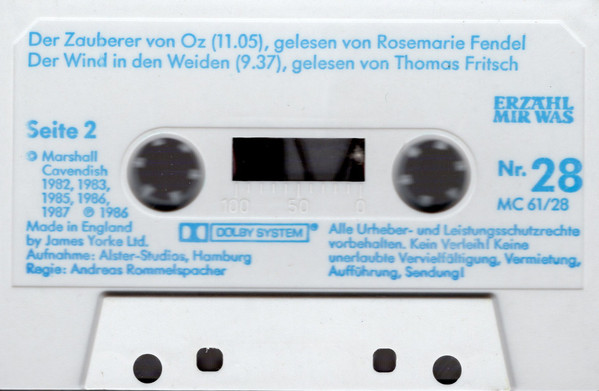 Der Zauberer von Oz (11.05), gelesen von Rosemarie Fendel
Der Wind in den Weiden (9.37), gelesen von Thomas Fritsch
ERZÄHL
MIR WAS
Seite 2
© Marshall
Cavendish
1982, 1983,
1985, 1986,
1987 ℗ 1986
Made in England
by James Yorke Ltd.
Aufnahme: Alster-Studios, Hamburg
Regie: Andreas Rommelspacher
100 50 0
DOLBY SYSTEM®
Nr. 28
MC 61/28
Alle Urheber- und Leistungsschutzrechte
vorbehalten. Kein Verleih! Keine
unerlaubte Vervielfältigung, Vermietung,
Aufführung, Sendung!